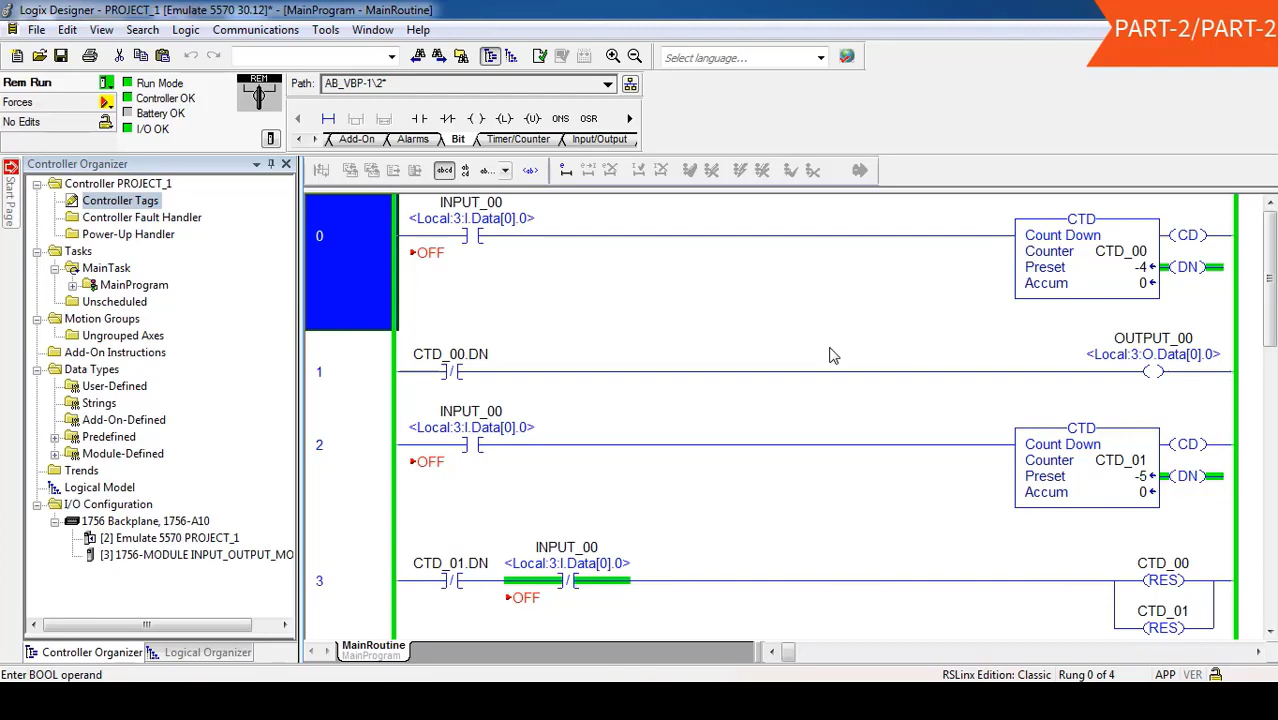 Logix Designer - PROJECT_1 [Emulate 5570 30.12]* - [MainProgram - MainRoutine]
PART-2/PART-2
File Edit View Search Logic Communications Tools Window Help
Select language...
Rem Run
Run Mode
REM
Path: AB_VBP-1\2*
Forces
Controller OK
No Edits
Battery OK
I/O OK
ONS OSR
Add-On Alarms Bit Timer/Counter Input/Output
Controller Organizer
Start Page
Controller PROJECT_1
Controller Tags
Controller Fault Handler
Power-Up Handler
Tasks
MainTask
MainProgram
Unscheduled
Motion Groups
Ungrouped Axes
Add-On Instructions
Data Types
User-Defined
Strings
Add-On-Defined
Predefined
Module-Defined
Trends
Logical Model
I/O Configuration
1756 Backplane, 1756-A10
[2] Emulate 5570 PROJECT_1
[3] 1756-MODULE INPUT_OUTPUT_MO
Controller Organizer Logical Organizer
abcd
0
INPUT_00
<Local:3:I.Data[0].0>
OFF
CTD
Count Down
Counter CTD_00
Preset -4
Accum 0
CD
DN
1
CTD_00.DN
OUTPUT_00
<Local:3:O.Data[0].0>
2
INPUT_00
<Local:3:I.Data[0].0>
OFF
CTD
Count Down
Counter CTD_01
Preset -5
Accum 0
CD
DN
3
CTD_01.DN
INPUT_00
<Local:3:I.Data[0].0>
OFF
CTD_00
RES
CTD_01
RES
MainRoutine
MainProgram
Enter BOOL operand
RSLinx Edition: Classic Rung 0 of 4 APP VER